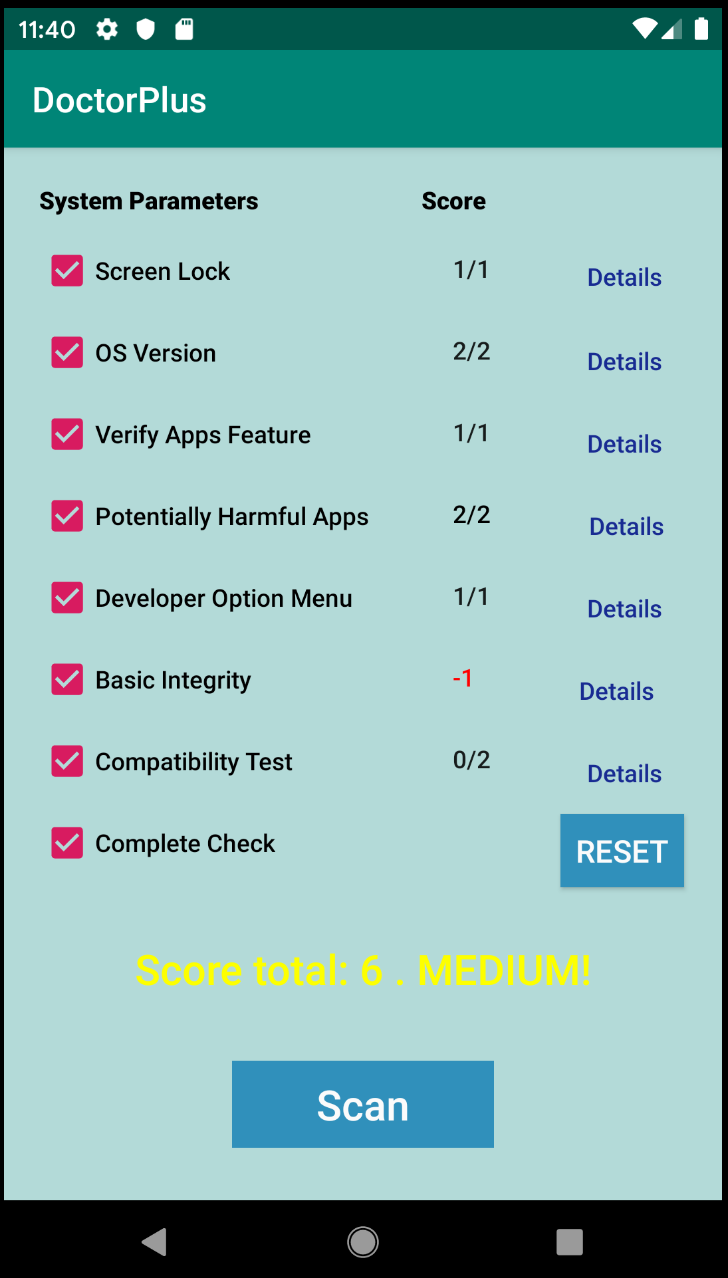 11:40
DoctorPlus
System Parameters Score
Screen Lock 1/1 Details
OS Version 2/2 Details
Verify Apps Feature 1/1 Details
Potentially Harmful Apps 2/2 Details
Developer Option Menu 1/1 Details
Basic Integrity -1 Details
Compatibility Test 0/2 Details
Complete Check RESET
Score total: 6 . MEDIUM!
Scan